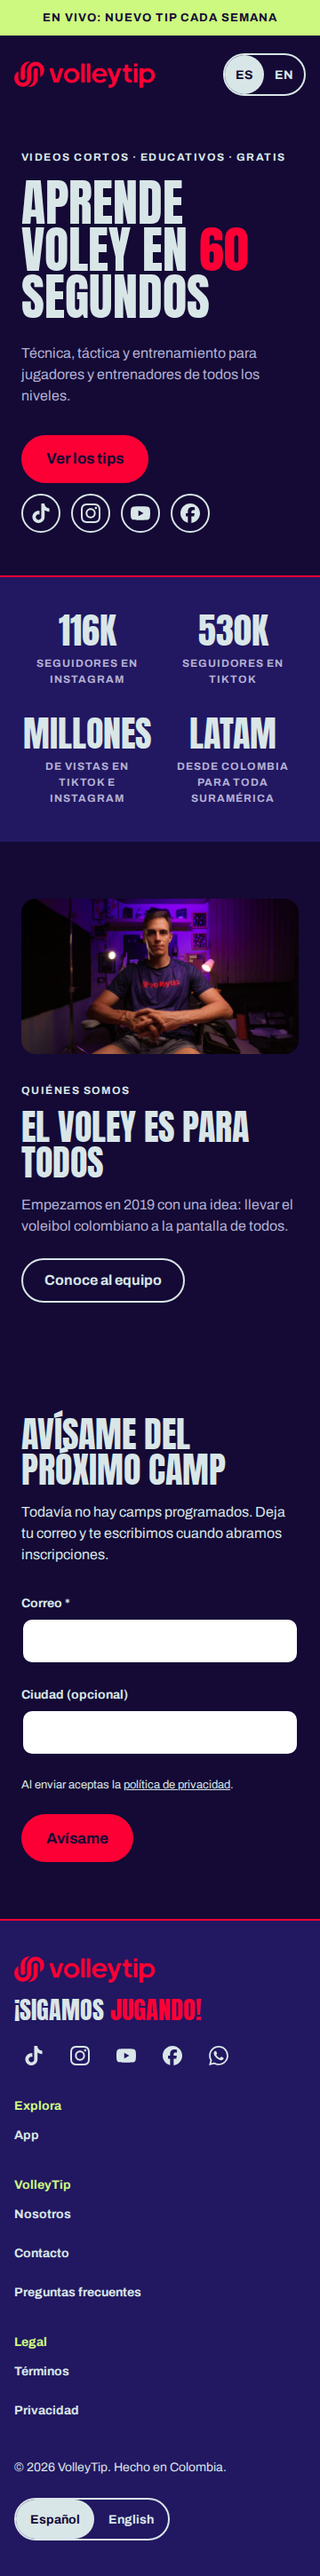 EN VIVO: NUEVO TIP CADA SEMANA
volleytip
ES EN
VIDEOS CORTOS · EDUCATIVOS · GRATIS
APRENDE
VOLEY EN 60
SEGUNDOS
Técnica, táctica y entrenamiento para
jugadores y entrenadores de todos los
niveles.
Ver los tips
116K
SEGUIDORES EN
INSTAGRAM
530K
SEGUIDORES EN
TIKTOK
MILLONES
DE VISTAS EN
TIKTOK E
INSTAGRAM
LATAM
DESDE COLOMBIA
PARA TODA
SURAMÉRICA
QUIÉNES SOMOS
EL VOLEY ES PARA
TODOS
Empezamos en 2019 con una idea: llevar el
voleibol colombiano a la pantalla de todos.
Conoce al equipo
AVÍSAME DEL
PRÓXIMO CAMP
Todavía no hay camps programados. Deja
tu correo y te escribimos cuando abramos
inscripciones.
Correo *
Ciudad (opcional)
Al enviar aceptas la política de privacidad.
Avísame
volleytip
¡SIGAMOS JUGANDO!
Explora
App
VolleyTip
Nosotros
Contacto
Preguntas frecuentes
Legal
Términos
Privacidad
© 2026 VolleyTip. Hecho en Colombia.
Español English